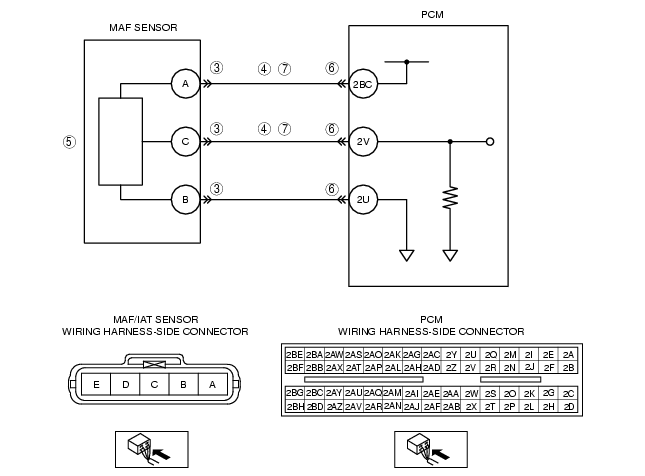 MAF SENSOR
PCM
A
③
④
⑦
⑥
2BC
⑤
C
③
④
⑦
⑥
2V
B
③
⑥
2U
MAF/IAT SENSOR
WIRING HARNESS-SIDE CONNECTOR
E D C B A
PCM
WIRING HARNESS-SIDE CONNECTOR
2BE 2BA 2AW 2AS 2AO 2AK 2AG 2AC 2Y 2U 2Q 2M 2I 2E 2A
2BF 2BB 2AX 2AT 2AP 2AL 2AH 2AD 2Z 2V 2R 2N 2J 2F 2B
2BG 2BC 2AY 2AU 2AQ 2AM 2AI 2AE 2AA 2W 2S 2O 2K 2G 2C
2BH 2BD 2AZ 2AV 2AR 2AN 2AJ 2AF 2AB 2X 2T 2P 2L 2H 2D